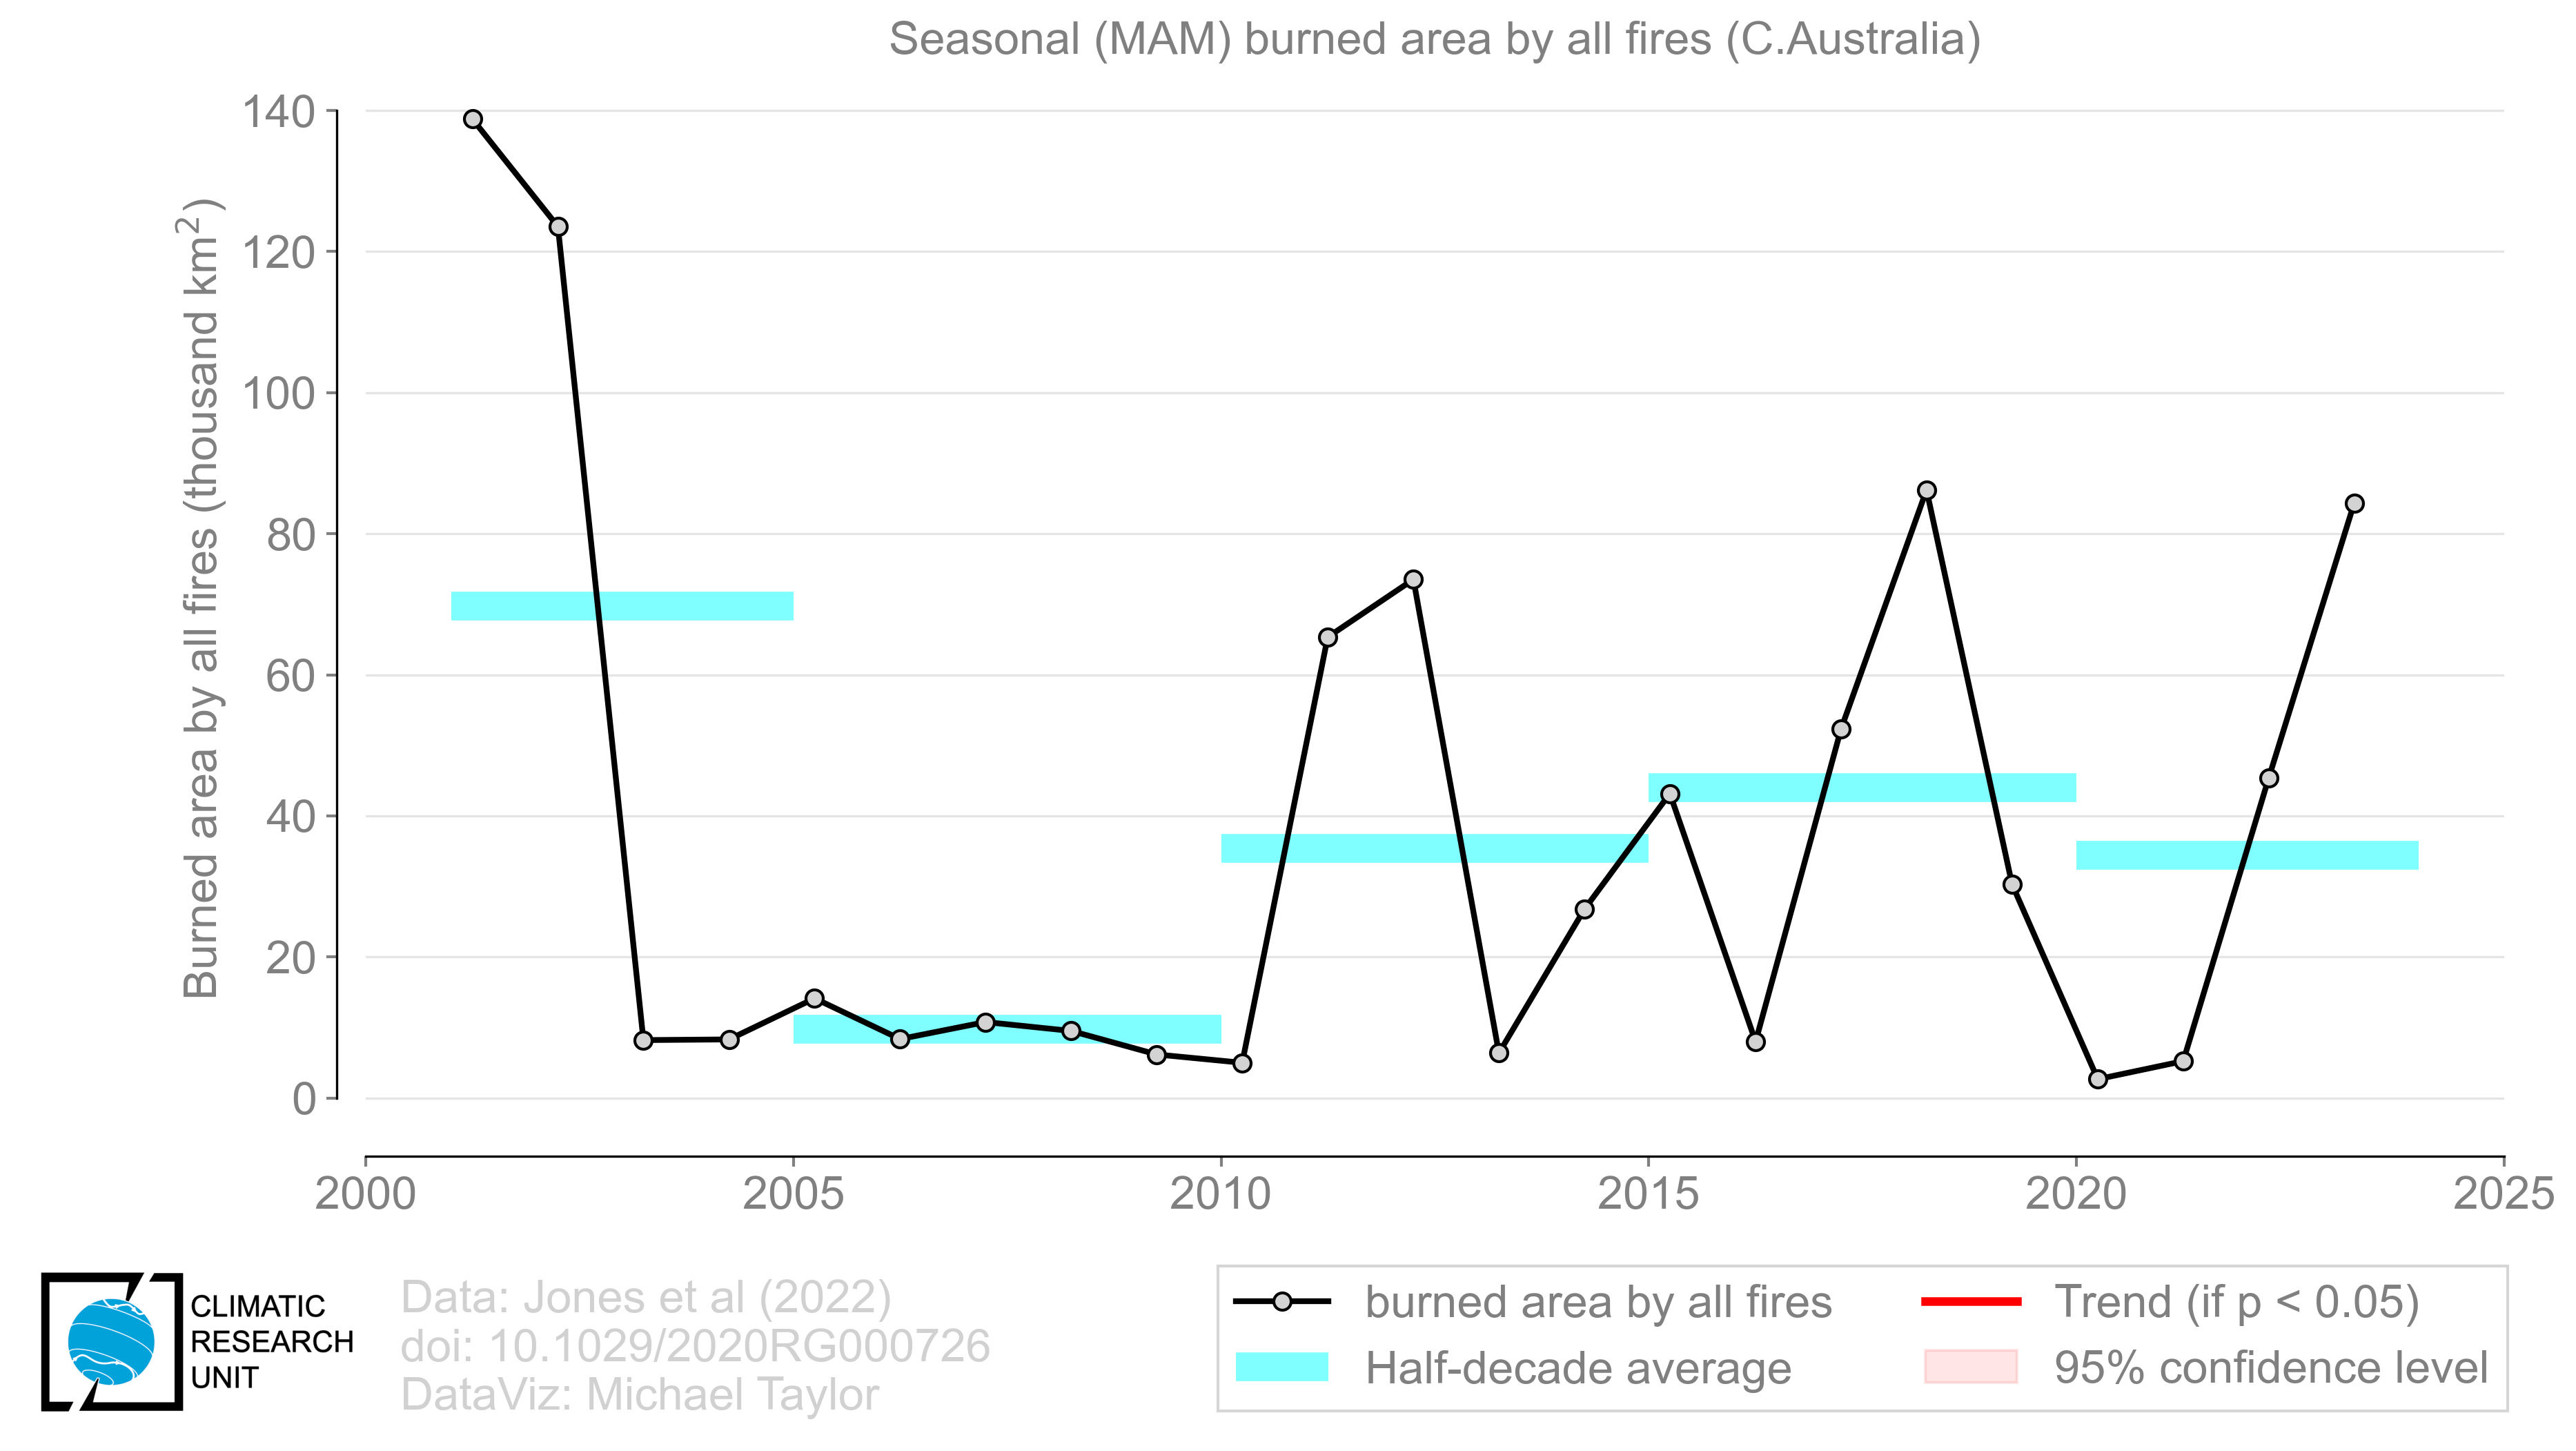 Seasonal (MAM) burned area by all fires (C.Australia)
Burned area by all fires (thousand km²)
140
120
100
80
60
40
20
0
2000 2005 2010 2015 2020 2025
CLIMATIC
RESEARCH
UNIT
Data: Jones et al (2022)
doi: 10.1029/2020RG000726
DataViz: Michael Taylor
burned area by all fires
Half-decade average
Trend (if p < 0.05)
95% confidence level